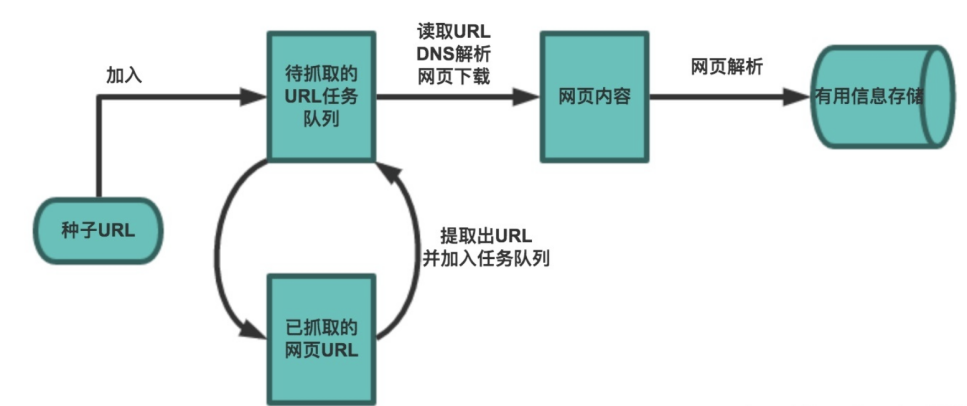 加入
待抓取的
URL任务
队列
读取URL
DNS解析
网页下载
网页内容
网页解析
有用信息存储
种子URL
提取出URL
并加入任务队列
已抓取的
网页URL